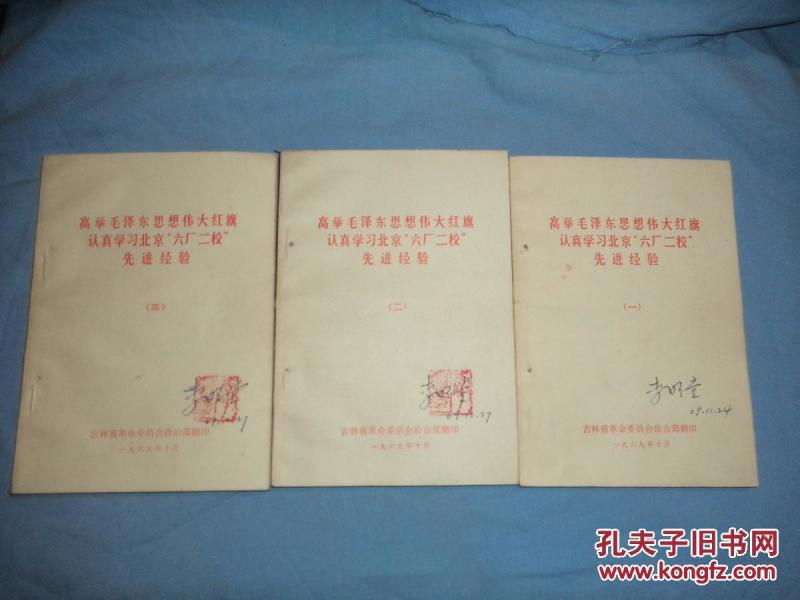 高举毛泽东思想伟大红旗
认真学习北京“六厂二校”
先进经验
(三)
吉林省革命委员会政治部翻印
一九六九年十月
高举毛泽东思想伟大红旗
认真学习北京“六厂二校”
先进经验
(二)
吉林省革命委员会政治部翻印
一九六九年十月
高举毛泽东思想伟大红旗
认真学习北京“六厂二校”
先进经验
(一)
69.11.24
吉林省革命委员会政治部翻印
一九六九年十月
孔夫子旧书网
www.kongfz.com